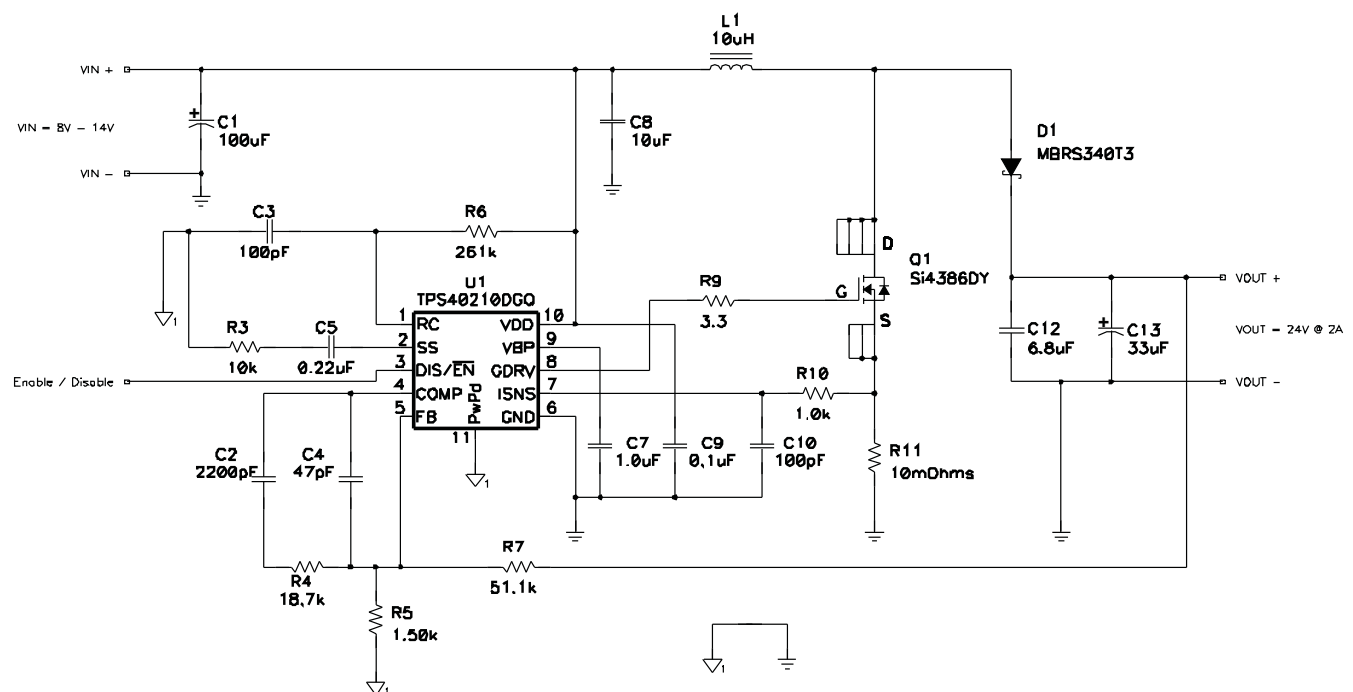 L1
10uH
VIN +
C1
100uF
C8
10uF
VIN = 8V - 14V
D1
MBRS340T3
VIN -
C3
100pF
R6
261k
D
Q1
Si4386DY
G
S
U1
TPS40210DGQ
R9
3.3
VOUT +
1
1 RC VDD 10
2 SS VBP 9
3 DIS/EN GDRV 8
4 COMP ISNS 7
5 FB GND 6
PwPd
11
R3
10k
C5
0.22uF
C12
6.8uF
C13
33uF
VOUT = 24V @ 2A
Enable / Disable
VOUT -
R10
1.0k
C2
2200pF
C4
47pF
C7
1.0uF
C9
0.1uF
C10
100pF
R11
10mOhms
1
R7
51.1k
R4
18.7k
R5
1.50k
1
1